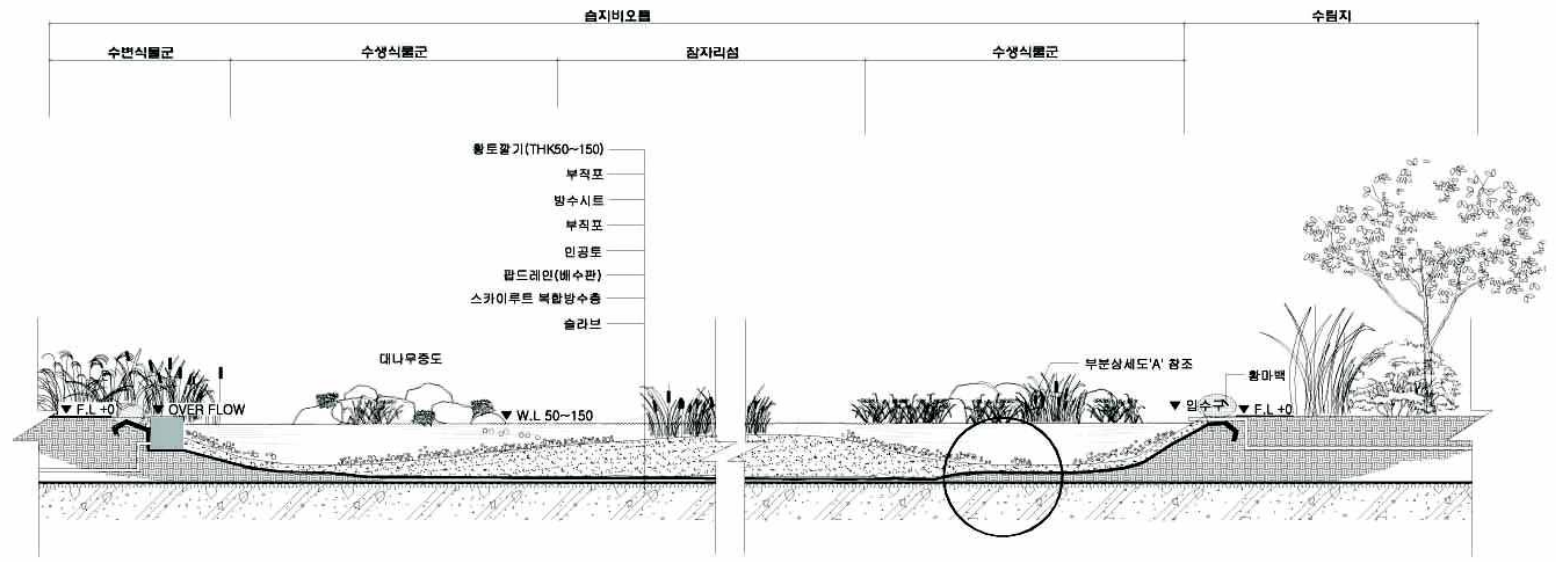 습지비오톱
수림지
수변식물군
수생식물군
잠자리섬
수생식물군
황토깔기(THK50~150)
부직포
방수시트
부직포
인공토
팝드레인(배수판)
스카이루트 복합방수층
슬라브
대나무중도
부분상세도'A' 참조
황마백
▼ F.L +0
▼ OVER FLOW
▼ W.L 50~150
▼ 입수구
▼ F.L +0